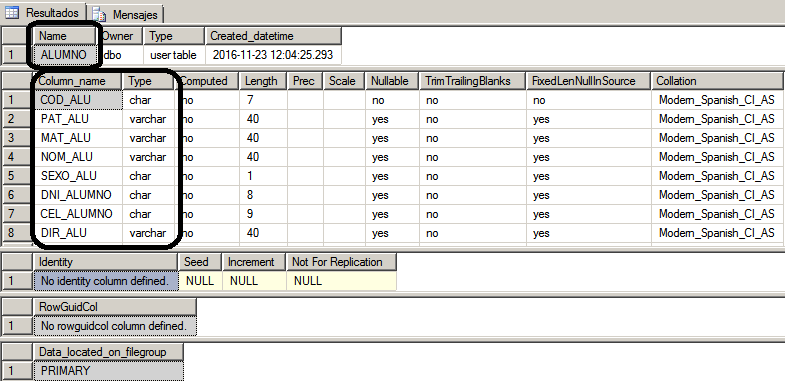 Resultados Mensajes
Name Owner Type Created_datetime
1 ALUMNO dbo user table 2016-11-23 12:04:25.293
Column_name Type Computed Length Prec Scale Nullable TrimTrailingBlanks FixedLenNullInSource Collation
1 COD_ALU char no 7 no no no Modern_Spanish_CI_AS
2 PAT_ALU varchar no 40 yes no yes Modern_Spanish_CI_AS
3 MAT_ALU varchar no 40 yes no yes Modern_Spanish_CI_AS
4 NOM_ALU varchar no 40 yes no yes Modern_Spanish_CI_AS
5 SEXO_ALU char no 1 yes no yes Modern_Spanish_CI_AS
6 DNI_ALUMNO char no 8 yes no yes Modern_Spanish_CI_AS
7 CEL_ALUMNO char no 9 yes no yes Modern_Spanish_CI_AS
8 DIR_ALU varchar no 40 yes no yes Modern_Spanish_CI_AS
Identity Seed Increment Not For Replication
1 No identity column defined. NULL NULL NULL
RowGuidCol
1 No rowguidcol column defined.
Data_located_on_filegroup
1 PRIMARY